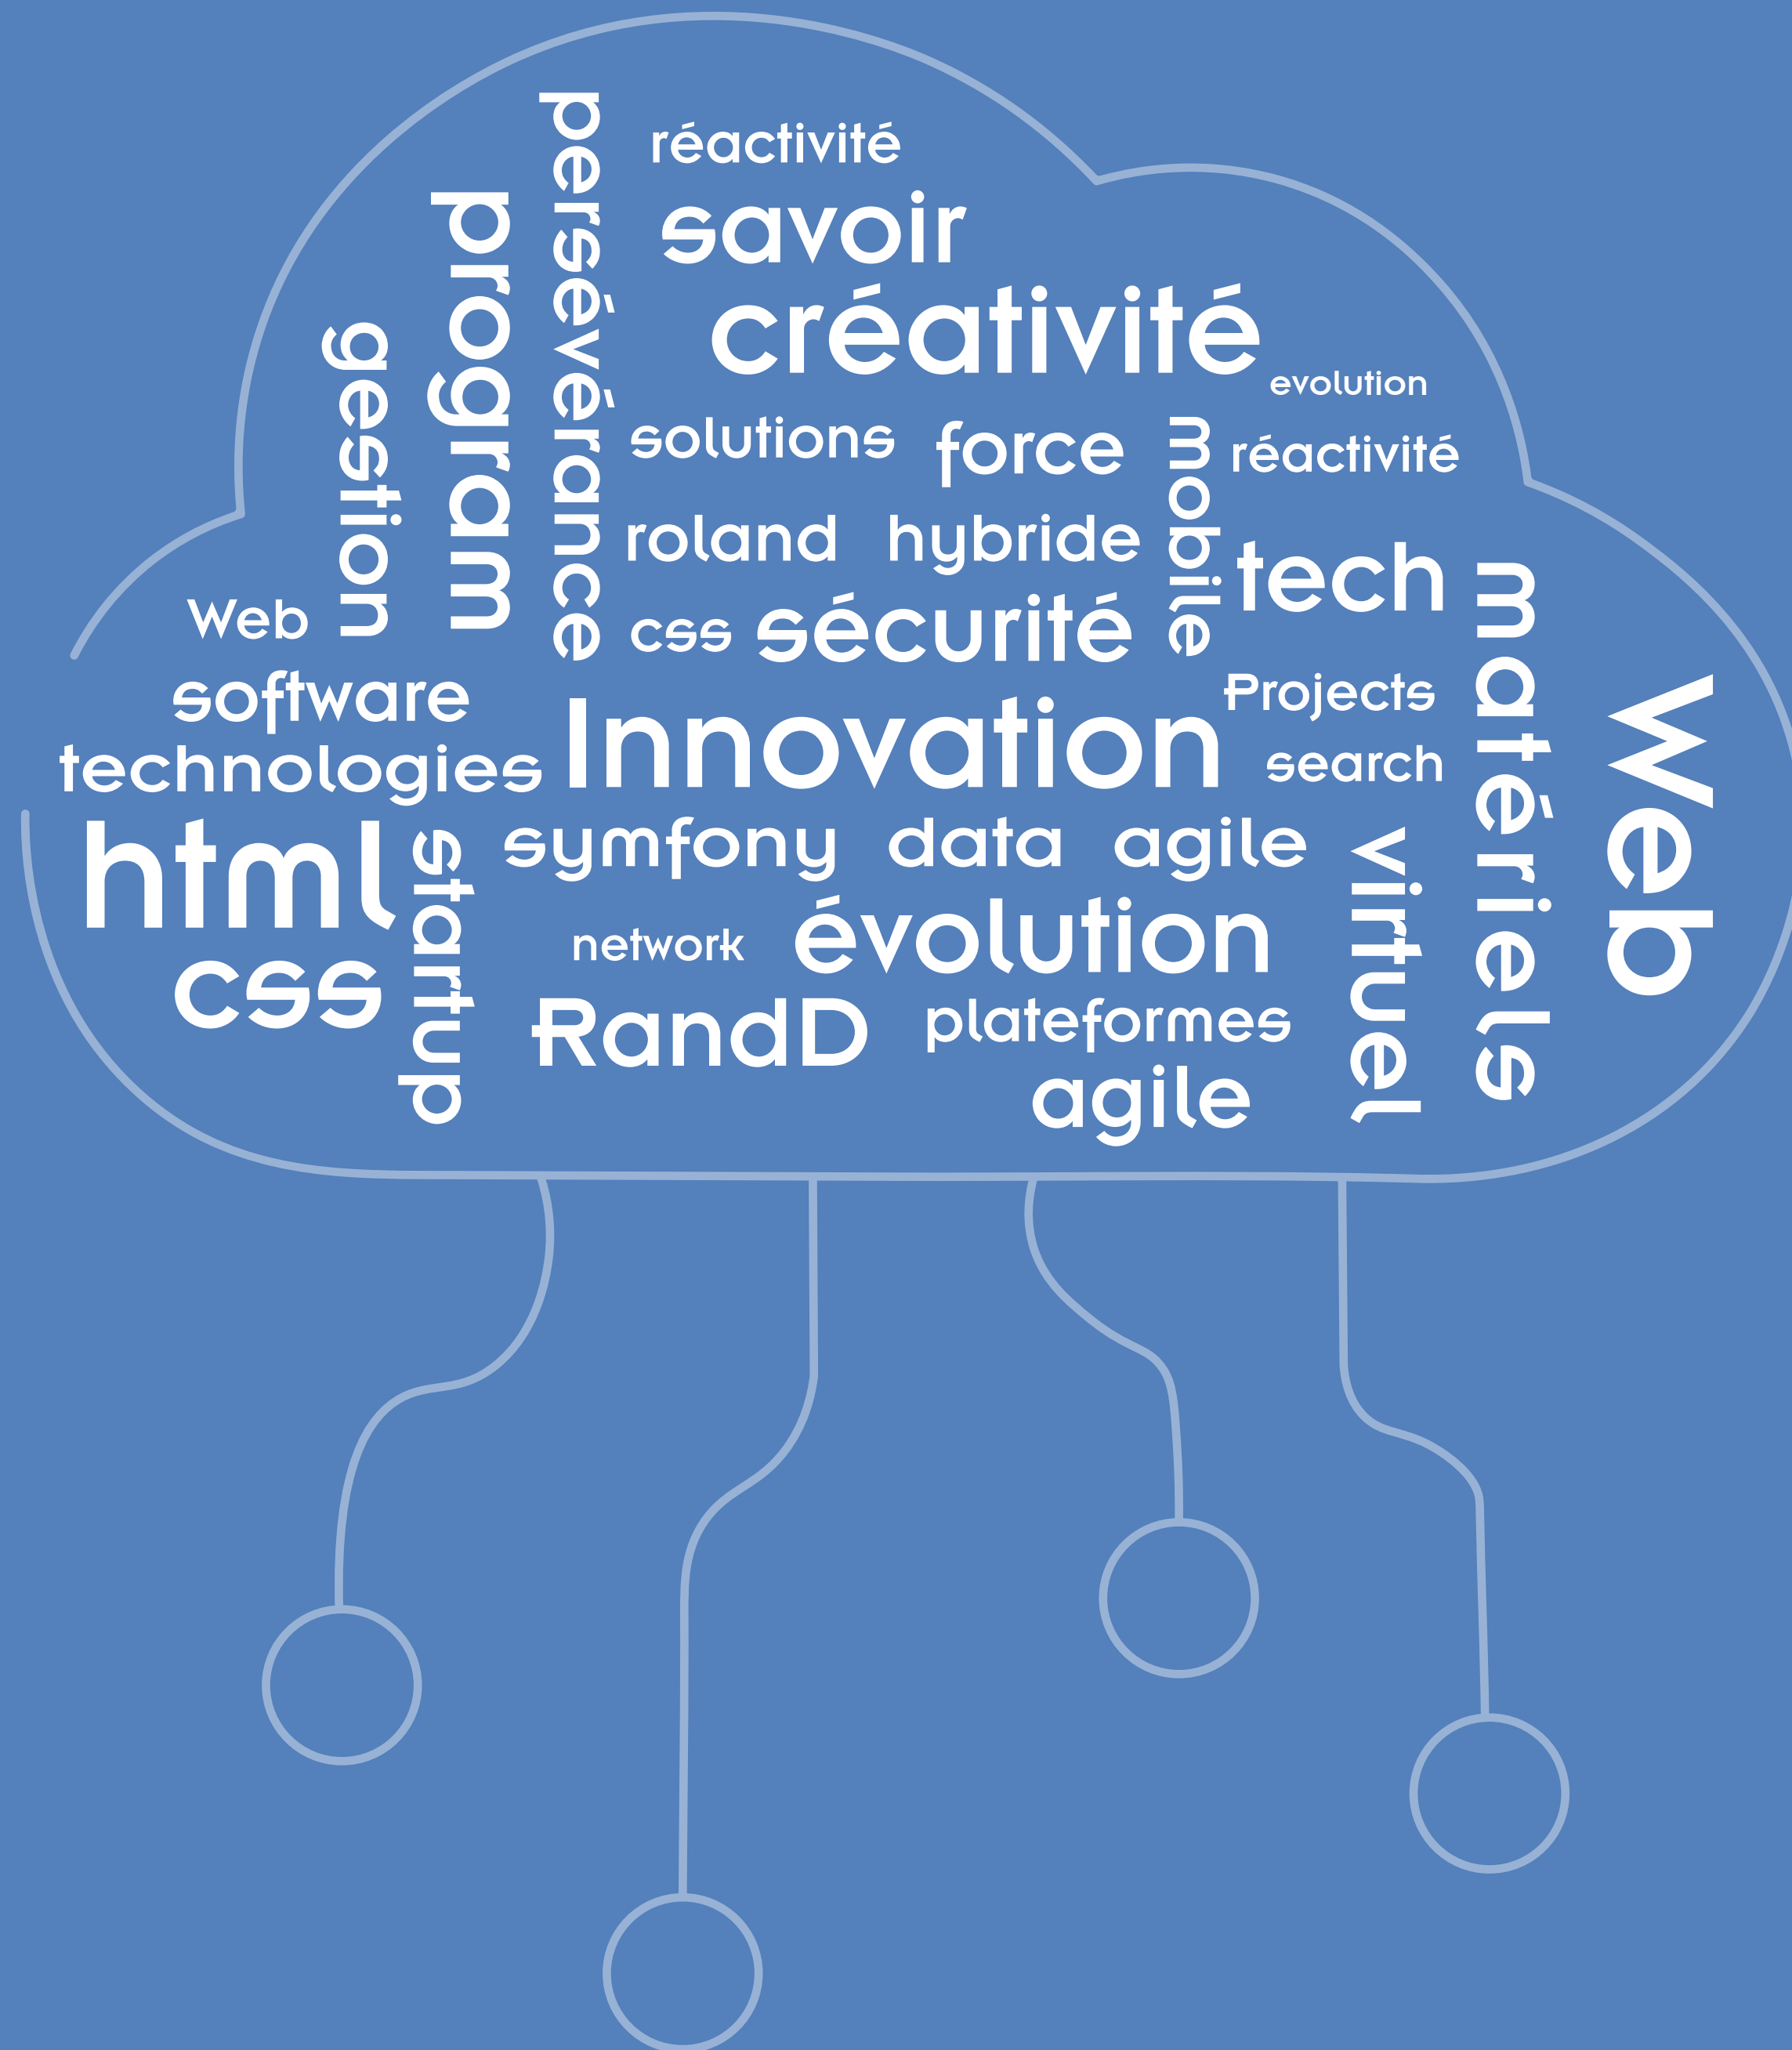 persévérance
réactivité
program
savoir
créativité
gestion
evolution
solutions
force
mobile
réactivité
roland
hybride
tech
matériels
Web
css
sécurité
software
Projects
Web
Innovation
technologies
search
html
startup
symfony
data
agile
virtuel
network
évolution
css
RandD
plateformes
agile